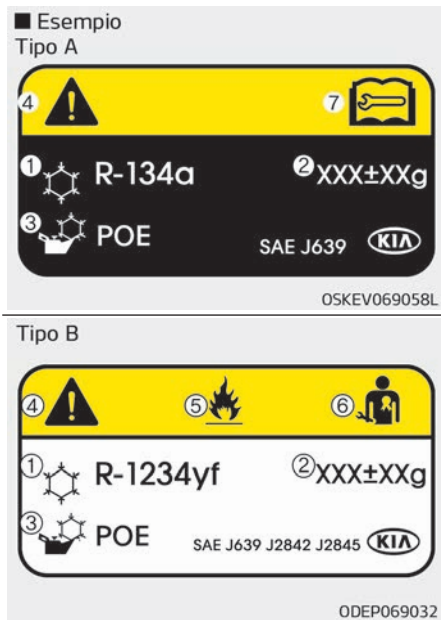 ■ Esempio
Tipo A
④ ⑦
① R-134a ② XXX±XXg
③ POE SAE J639 KIA
OSKEV069058L
Tipo B
④ ⑤ ⑥
① R-1234yf ② XXX±XXg
③ POE SAE J639 J2842 J2845 KIA
ODEP069032